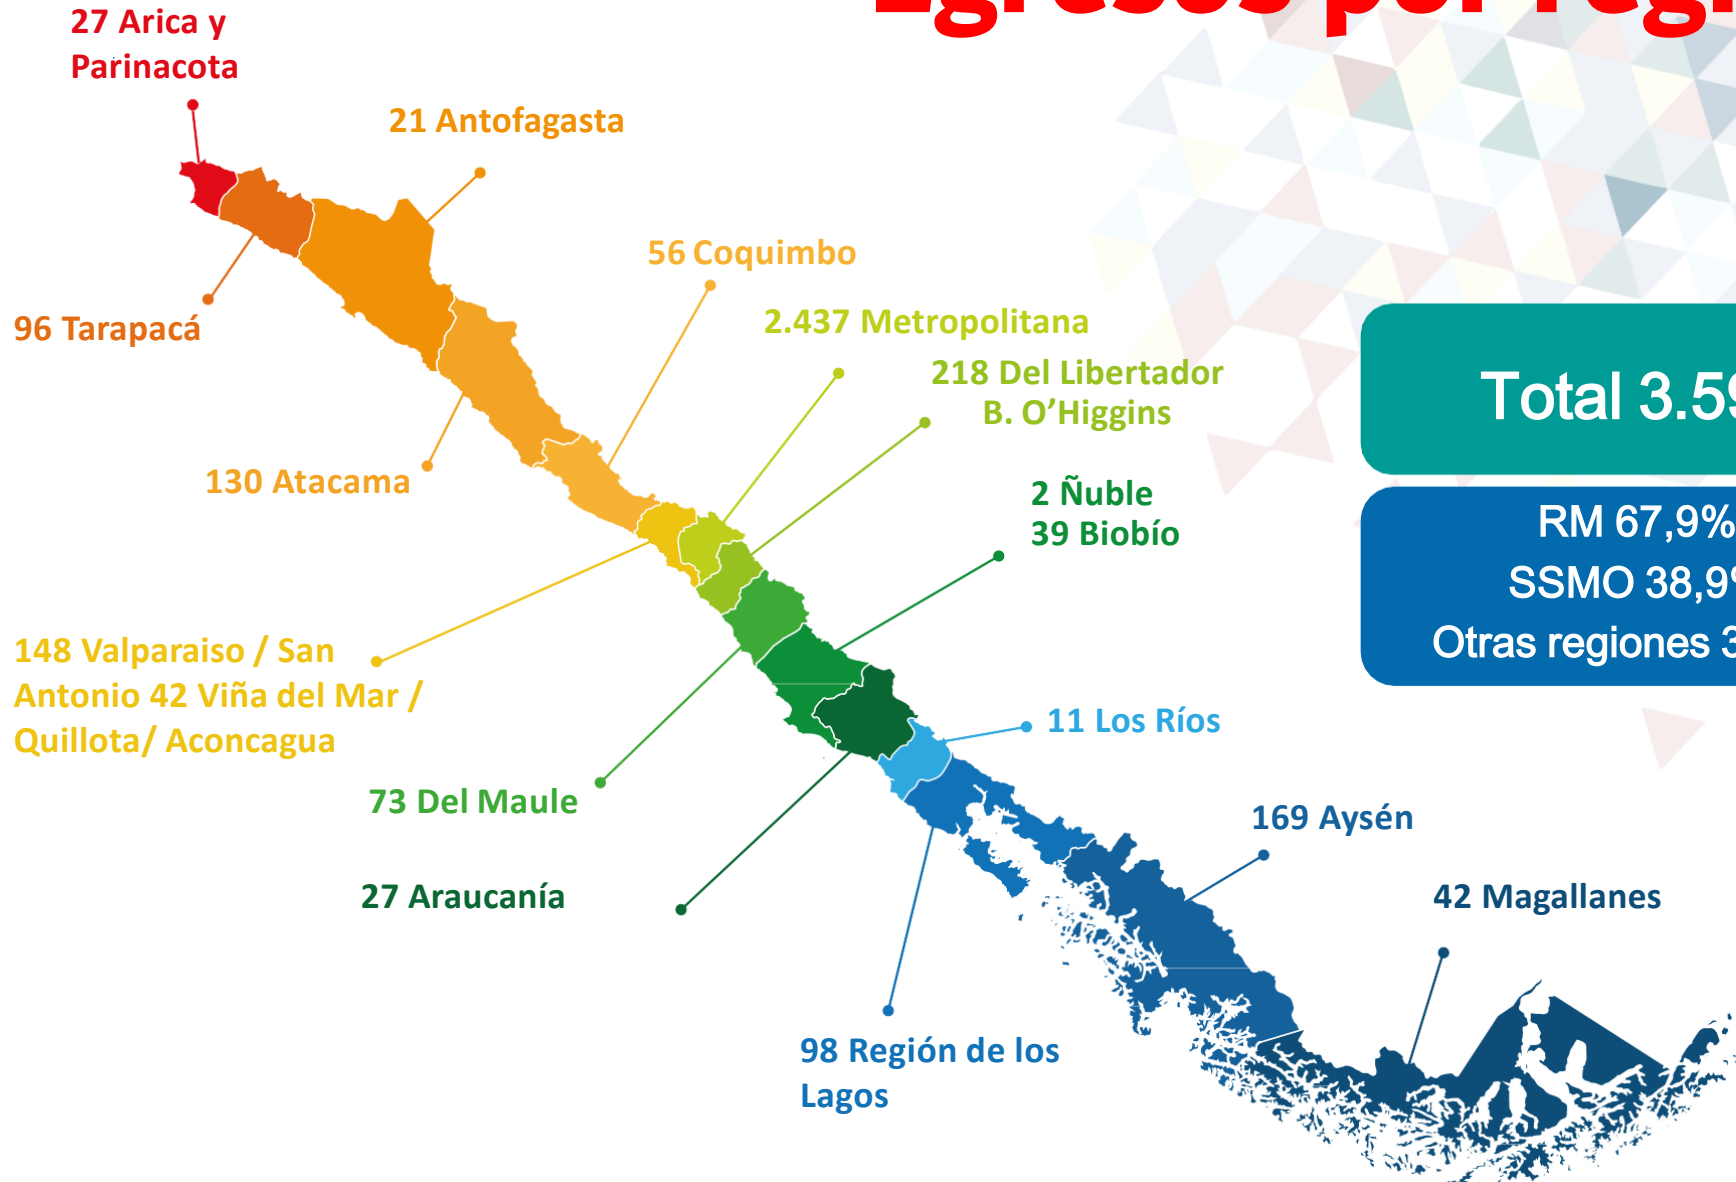 Egresos por
27 Arica y
Parinacota
21 Antofagasta
56 Coquimbo
96 Tarapacá
2.437 Metropolitana
218 Del Libertador
B. O’Higgins
130 Atacama
2 Ñuble
39 Biobío
148 Valparaiso / San
Antonio 42 Viña del Mar /
Quillota/ Aconcagua
11 Los Ríos
73 Del Maule
169 Aysén
27 Araucanía
42 Magallanes
98 Región de los
Lagos
Total 3.59
RM 67,9%
SSMO 38,9%
Otras regiones 3